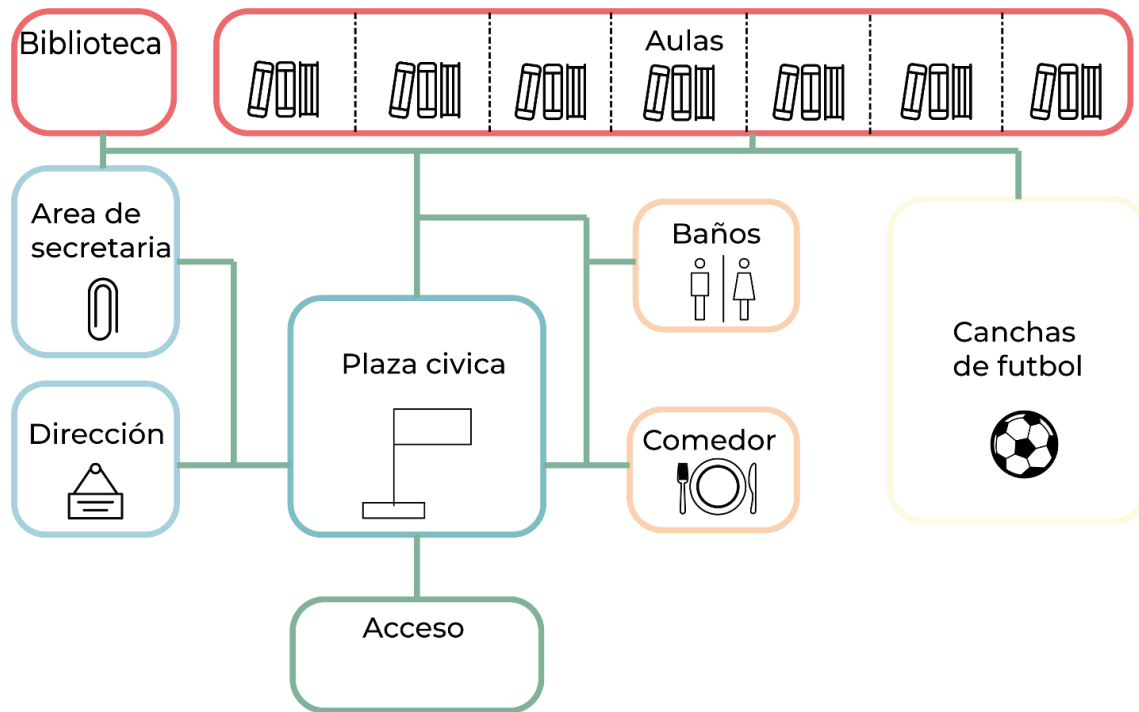 Biblioteca
Aulas
Area de
secretaria
Baños
Plaza civica
Canchas
de futbol
Dirección
Comedor
Acceso